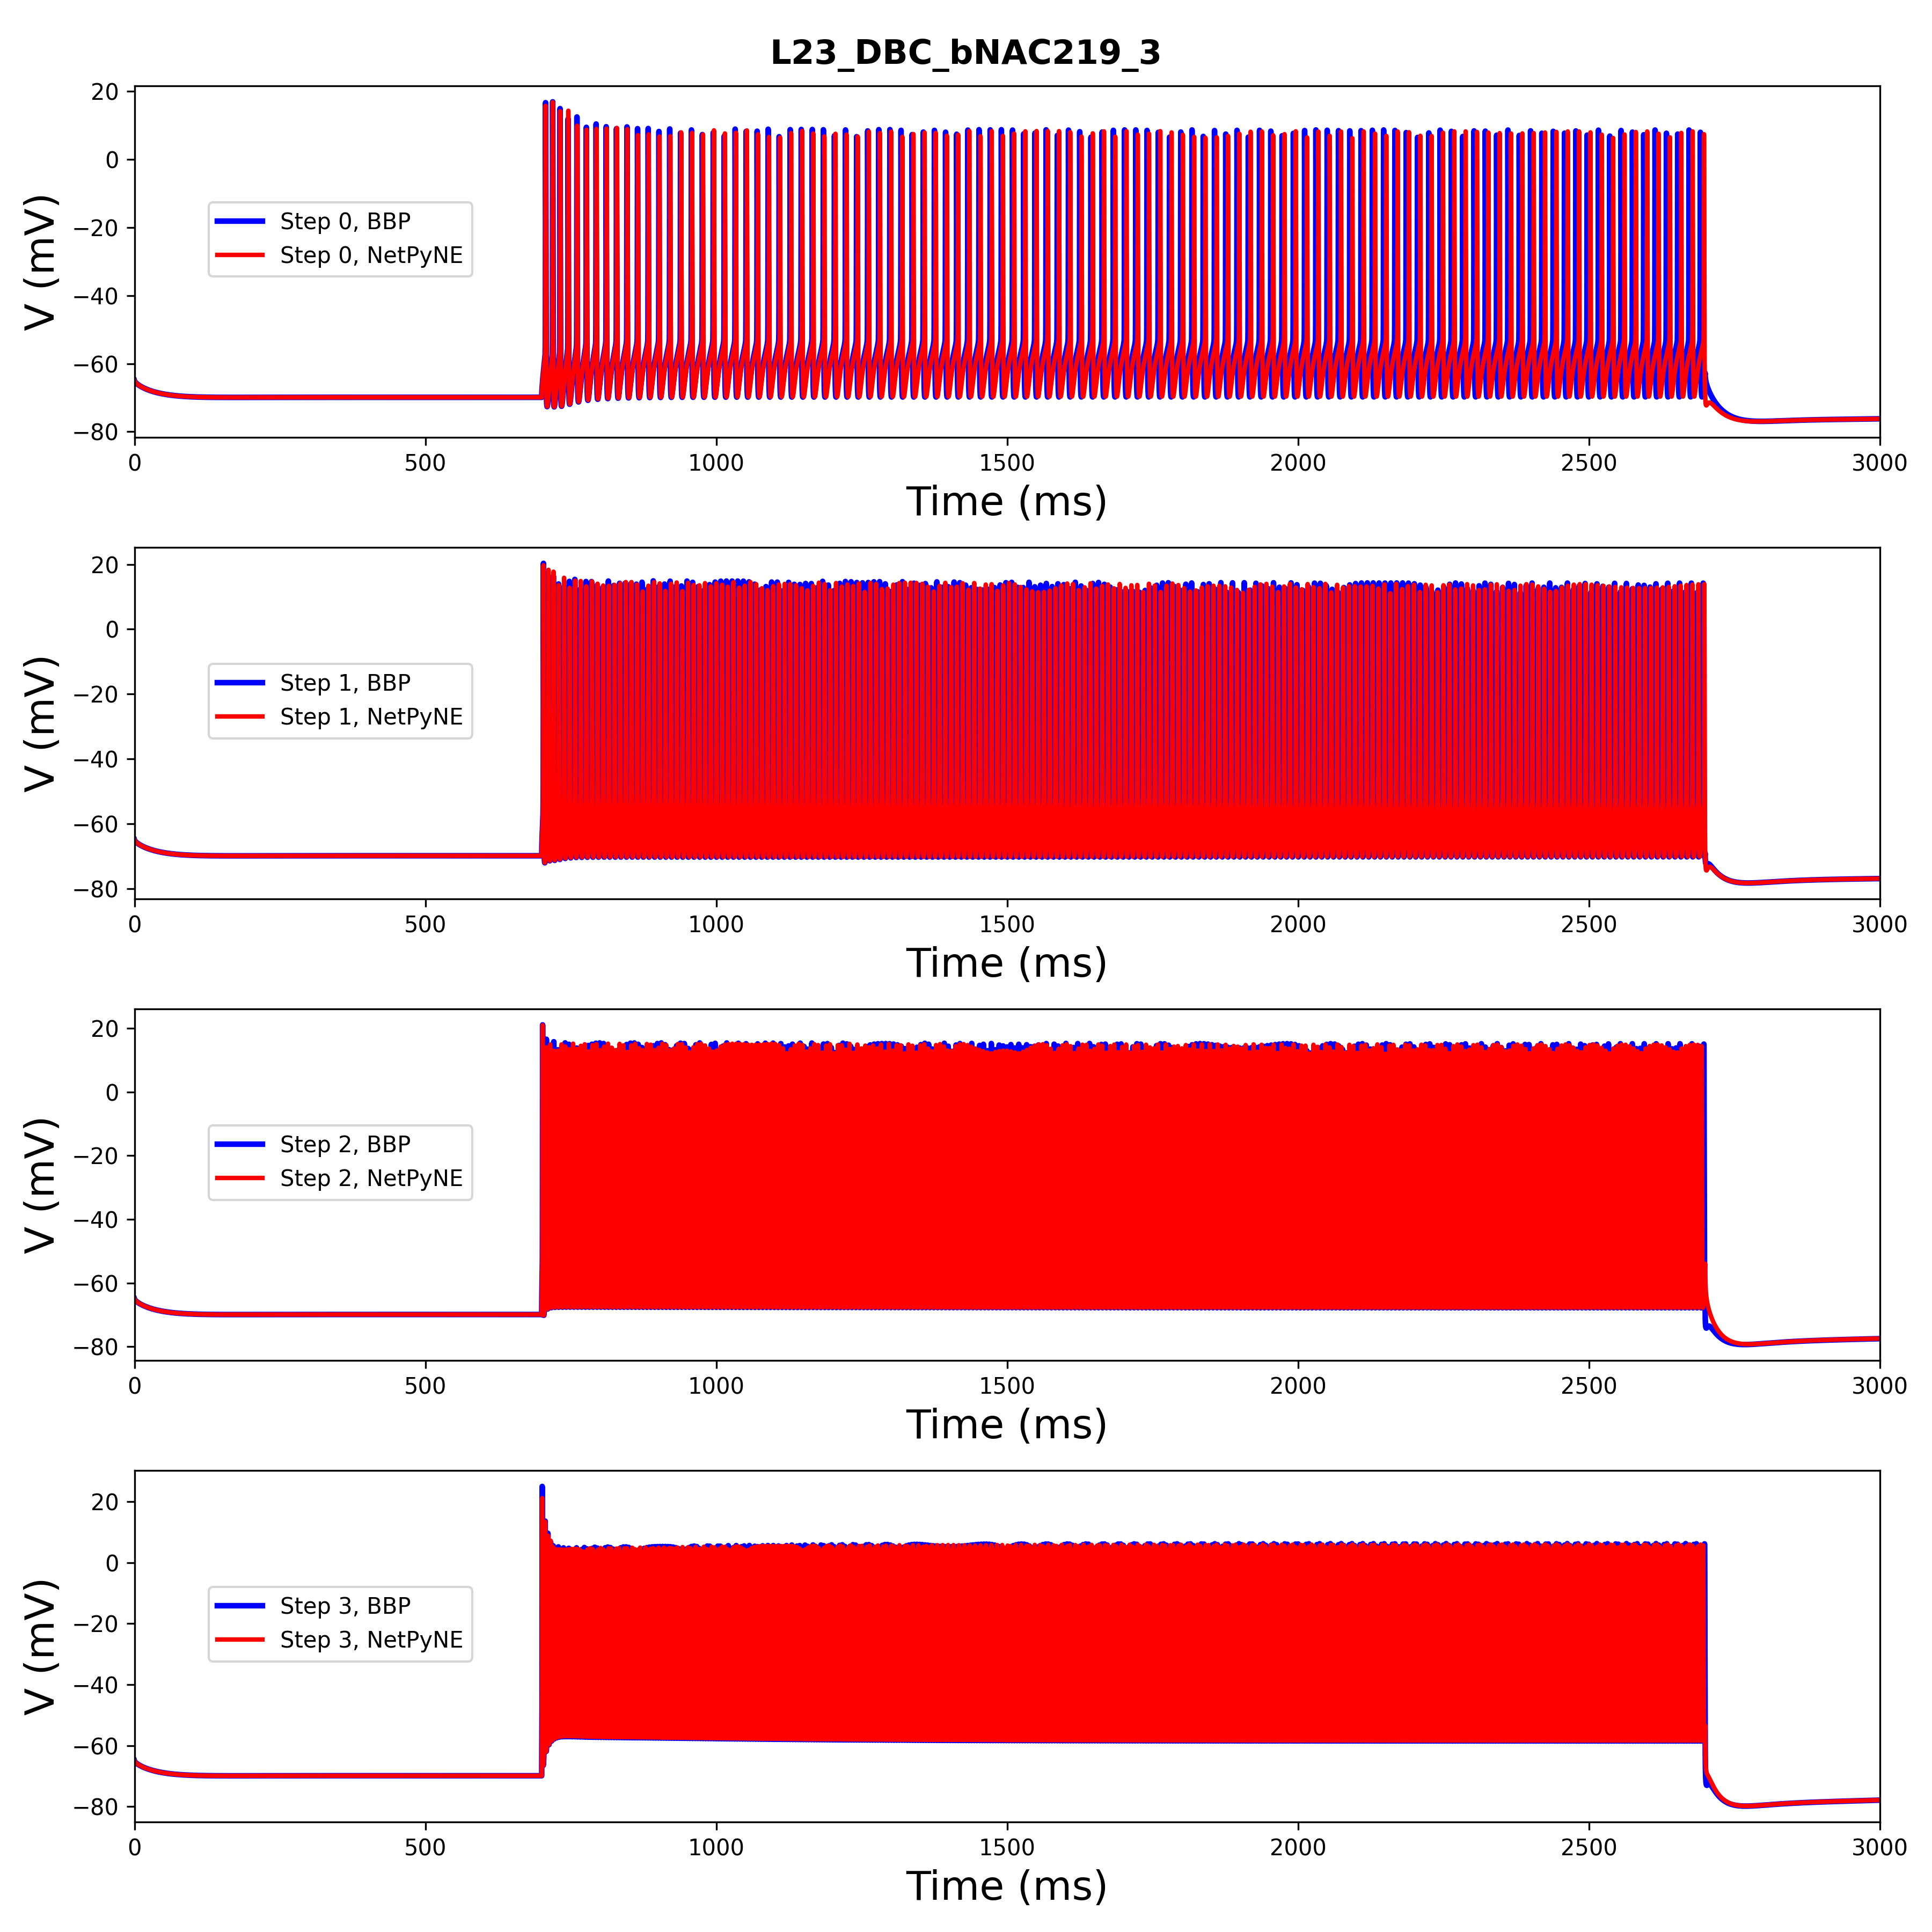 L23_DBC_bNAC219_3
20
0
−20
−40
−60
−80
V (mV)
Step 0, BBP
Step 0, NetPyNE
0 500 1000 1500 2000 2500 3000
Time (ms)
20
0
−20
−40
−60
−80
V (mV)
Step 1, BBP
Step 1, NetPyNE
0 500 1000 1500 2000 2500 3000
Time (ms)
20
0
−20
−40
−60
−80
V (mV)
Step 2, BBP
Step 2, NetPyNE
0 500 1000 1500 2000 2500 3000
Time (ms)
20
0
−20
−40
−60
−80
V (mV)
Step 3, BBP
Step 3, NetPyNE
0 500 1000 1500 2000 2500 3000
Time (ms)